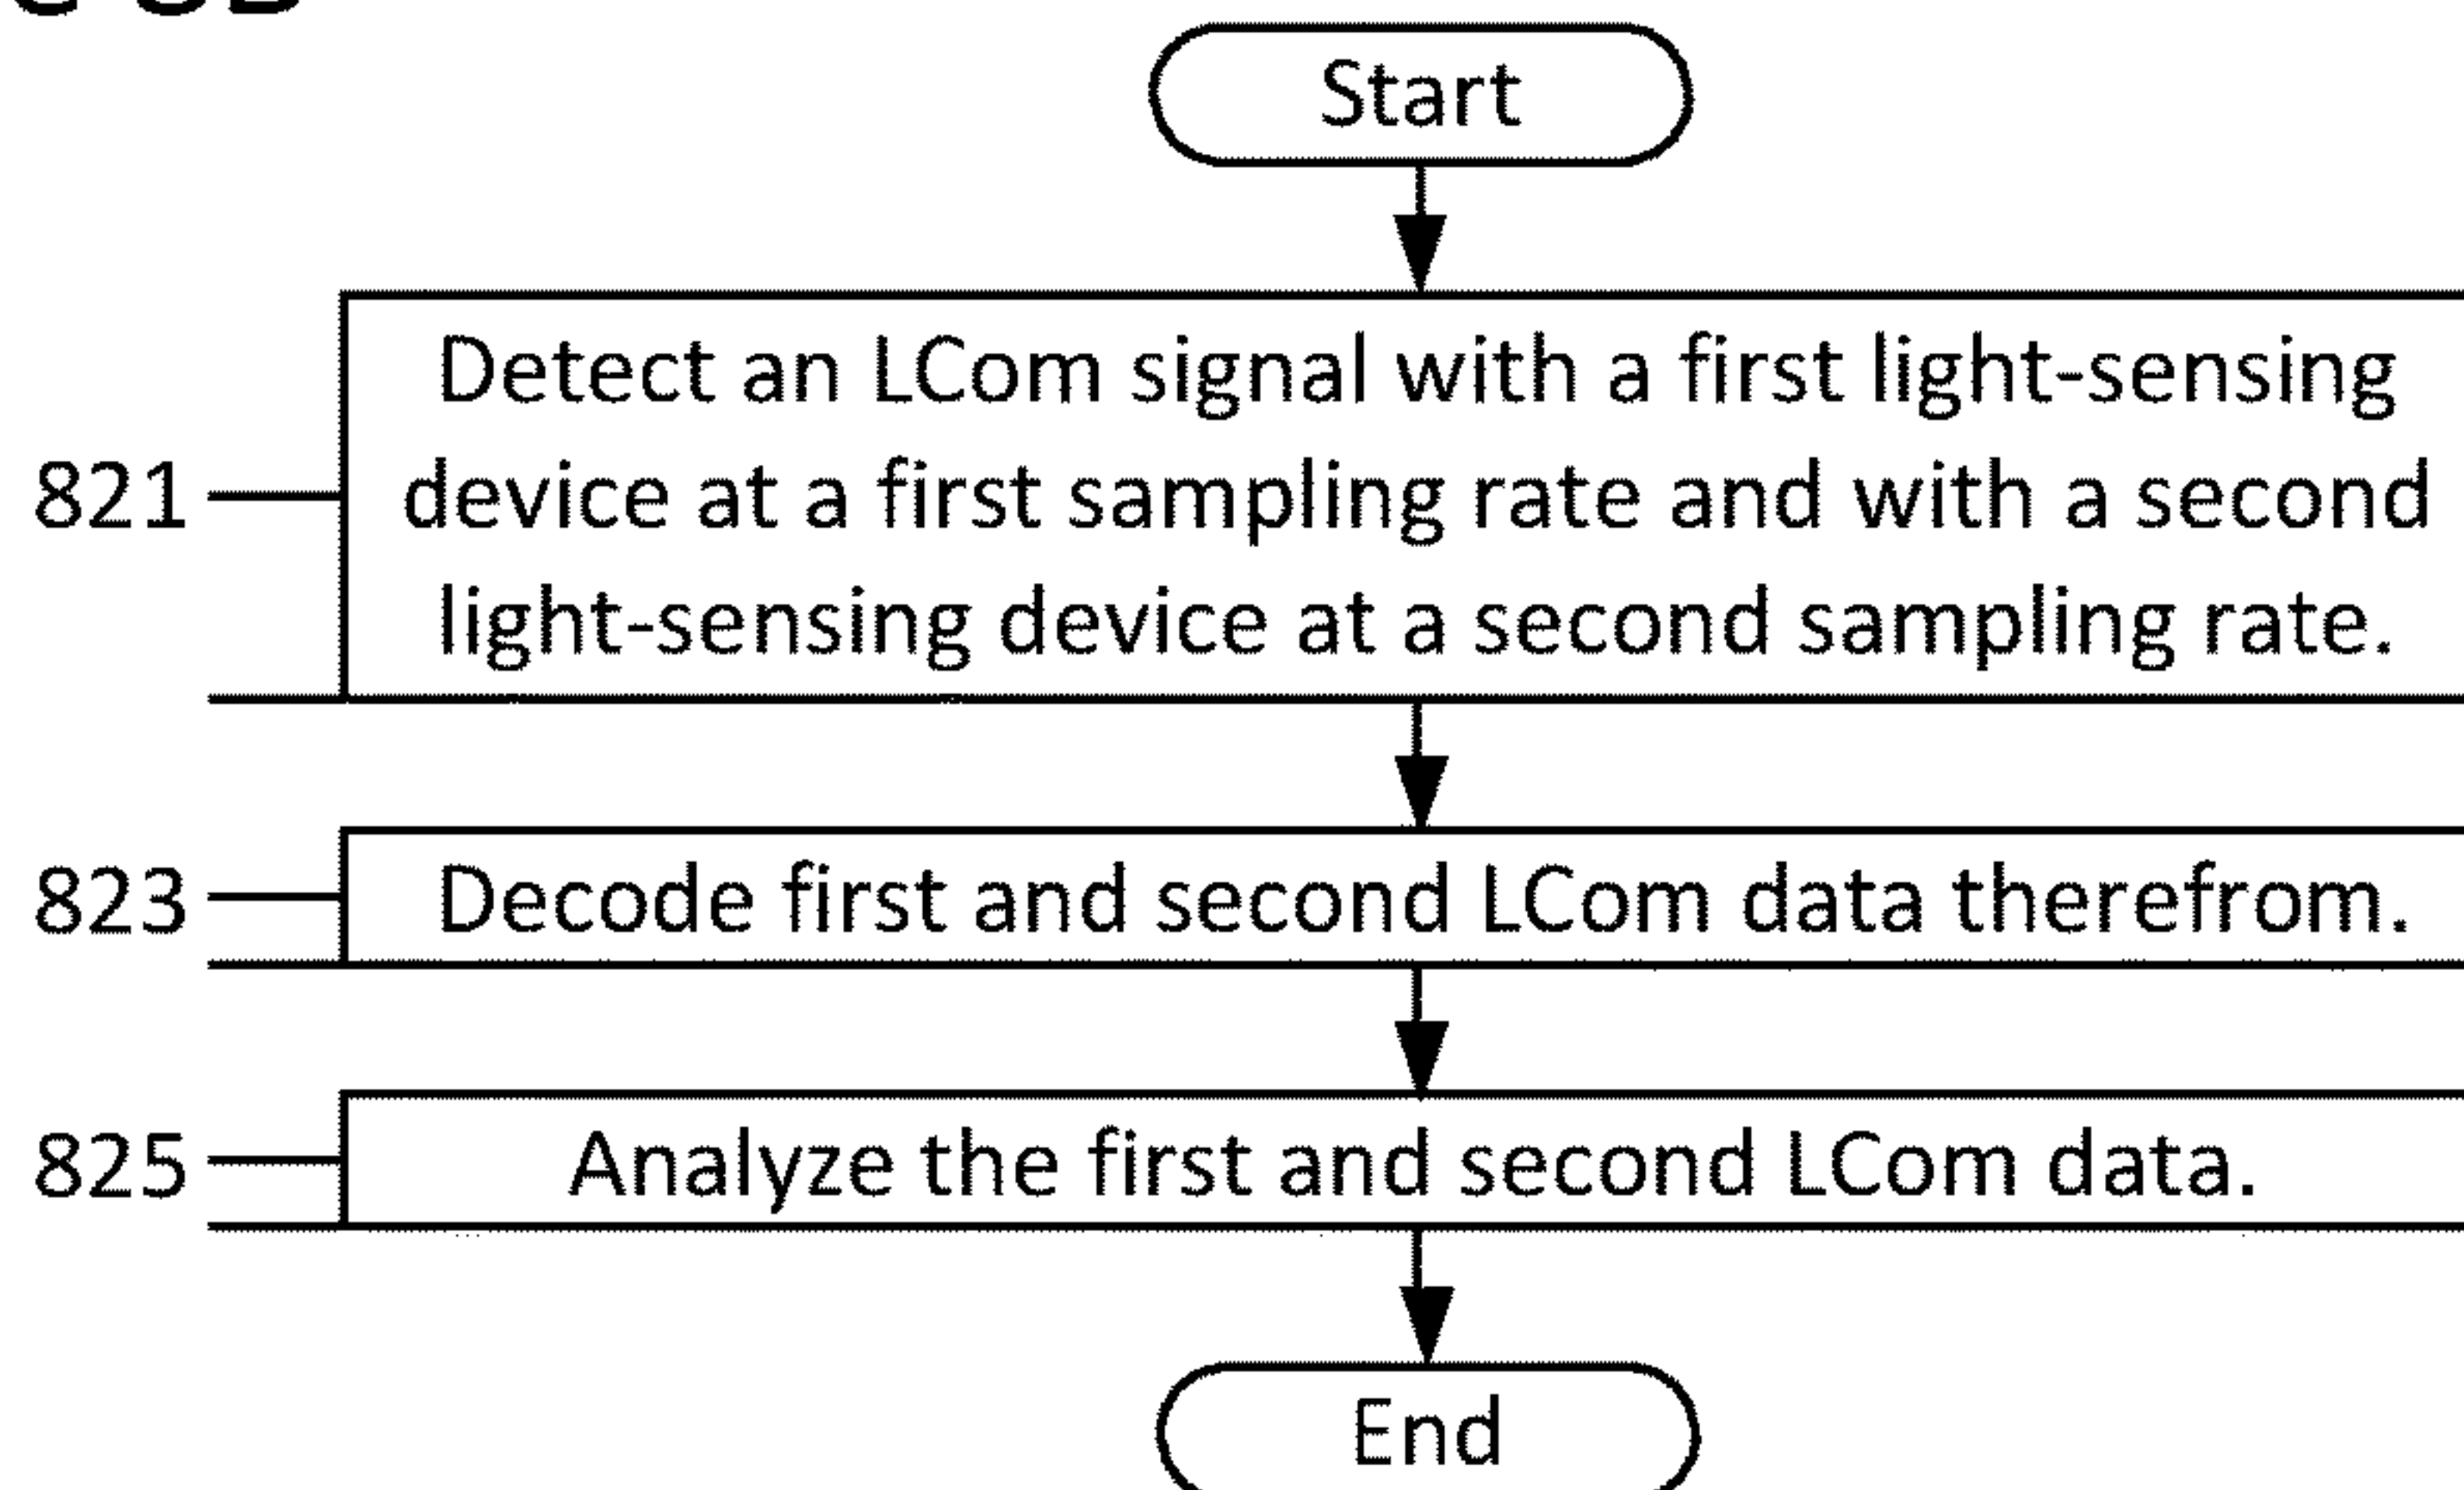 Start
Detect an LCom signal with a first light-sensing
821
device at a first sampling rate and with a second
light-sensing device at a second sampling rate.
823
Decode first and second LCom data therefrom.
825
Analyze the first and second LCom data.
End